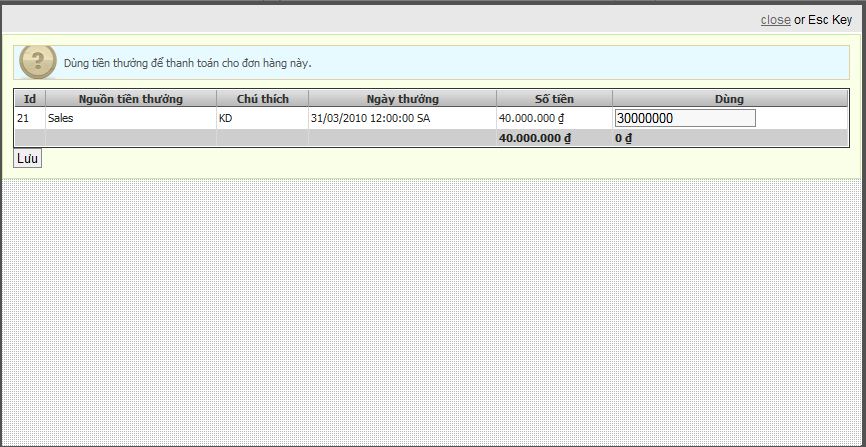 close or Esc Key
Dùng tiền thưởng để thanh toán cho đơn hàng này.
Id Nguồn tiền thưởng Chú thích Ngày thưởng Số tiền Dùng
21 Sales KD 31/03/2010 12:00:00 SA 40.000.000 ₫ 30000000
40.000.000 ₫ 0 ₫
Lưu